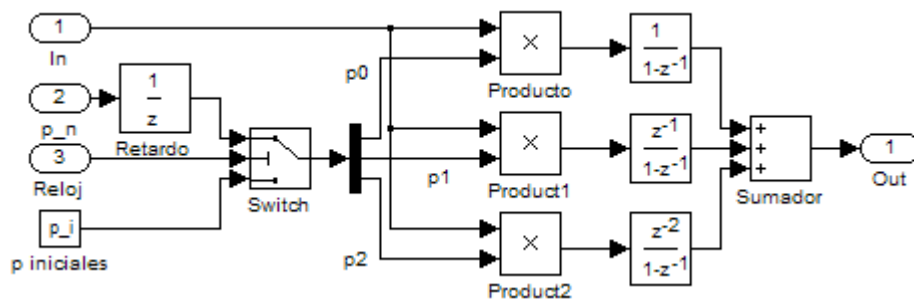 1
In
2
p_n
1
z
Retardo
3
Reloj
p_i
p iniciales
Switch
p0
p1
p2
×
Producto
×
Product1
×
Product2
1
1-z⁻¹
z⁻¹
1-z⁻¹
z⁻²
1-z⁻¹
+
+
+
Sumador
1
Out